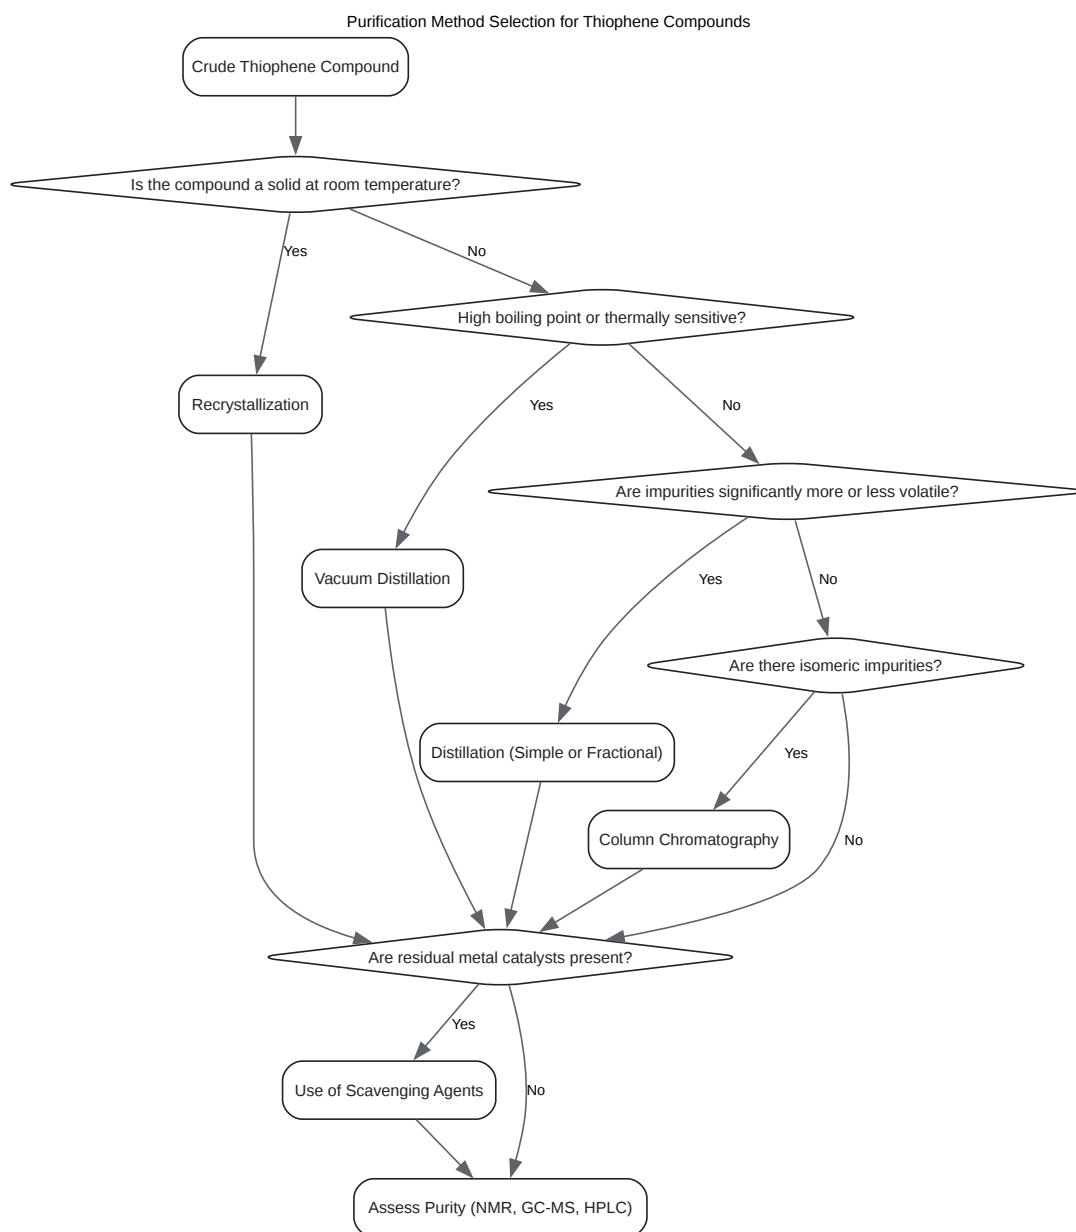 Purification Method Selection for Thiophene Compounds
Crude Thiophene Compound
Is the compound a solid at room temperature?
Yes
No
High boiling point or thermally sensitive?
Recrystallization
Yes
No
Are impurities significantly more or less volatile?
Vacuum Distillation
Yes
No
Are there isomeric impurities?
Distillation (Simple or Fractional)
Yes
Column Chromatography
No
Are residual metal catalysts present?
Yes
Use of Scavenging Agents
No
Assess Purity (NMR, GC-MS, HPLC)